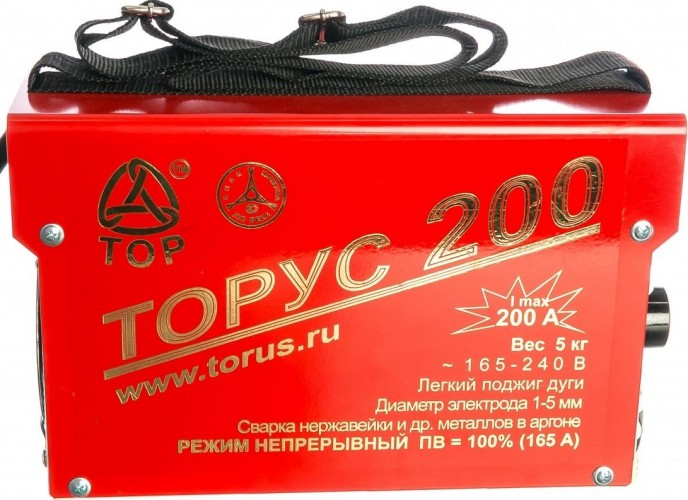 ТОР
ТОРУС 200
www.torus.ru
I max
200 А
Вес 5 кг
~ 165-240 В
Легкий поджиг дуги
Диаметр электрода 1-5 мм
Сварка нержавейки и др. металлов в аргоне
РЕЖИМ НЕПРЕРЫВНЫЙ ПВ = 100% (165 А)